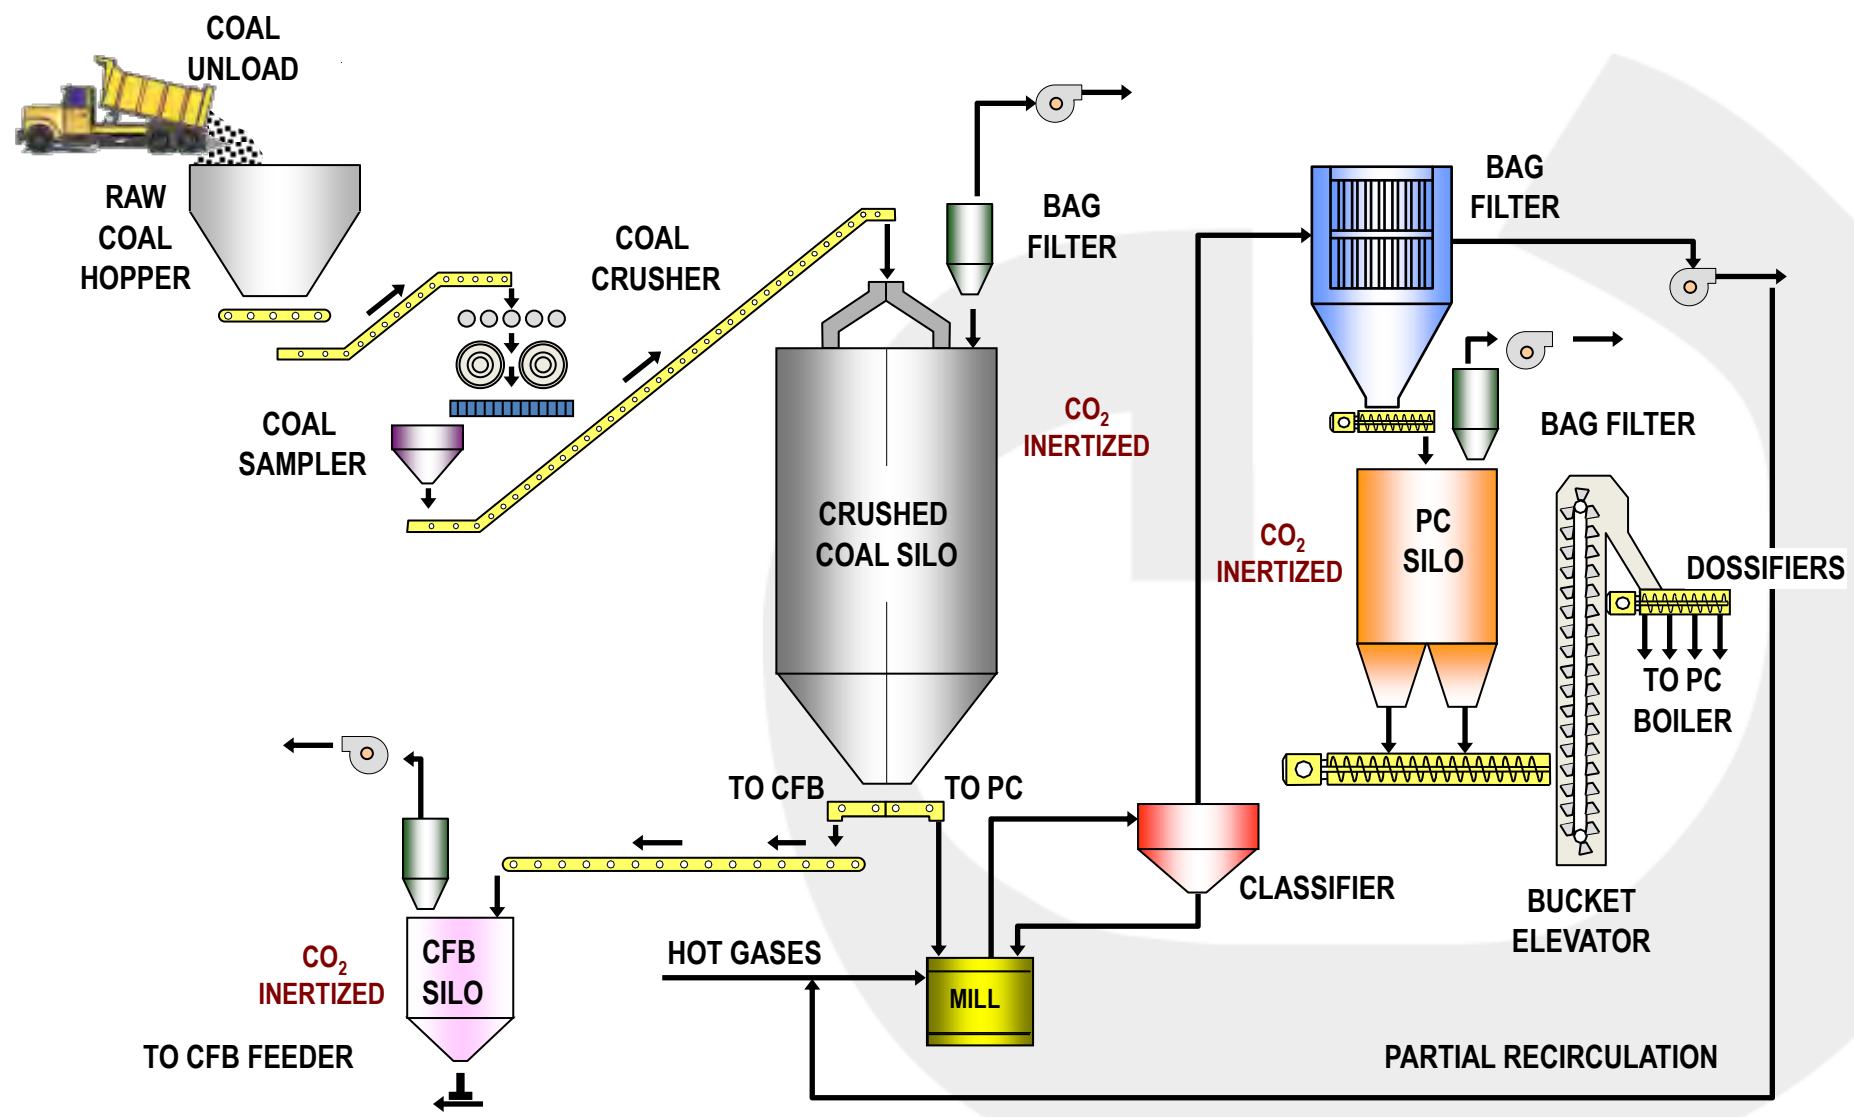 COAL
UNLOAD
RAW
COAL
HOPPER
COAL
CRUSHER
COAL
SAMPLER
BAG
FILTER
CO₂
INERTIZED
CRUSHED
COAL SILO
BAG
FILTER
BAG FILTER
CO₂
INERTIZED
PC
SILO
DOSSIFIERS
TO PC
BOILER
BUCKET
ELEVATOR
TO CFB
TO PC
CLASSIFIER
HOT GASES
MILL
CO₂
INERTIZED
CFB
SILO
TO CFB FEEDER
PARTIAL RECIRCULATION